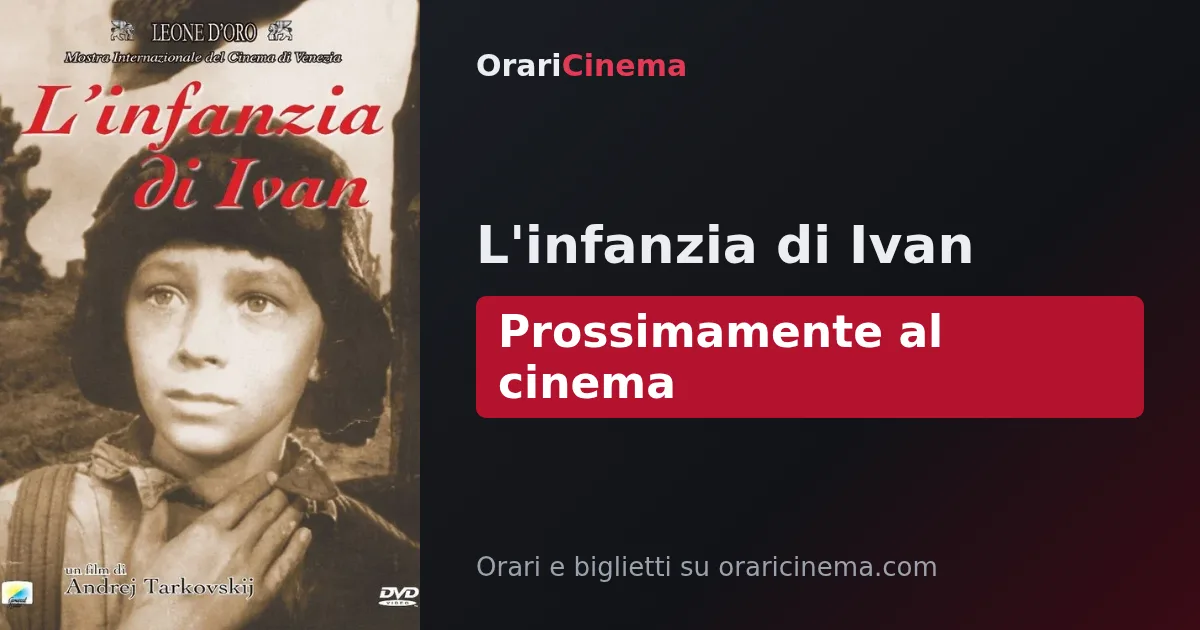 LEONE D'ORO
Mostra Internazionale del Cinema di Venezia
L'infanzia
di Ivan
un film di
Andrej Tarkovskij
DVD
VIDEO
OrariCinema
L'infanzia di Ivan
Prossimamente al
cinema
Orari e biglietti su oraricinema.com